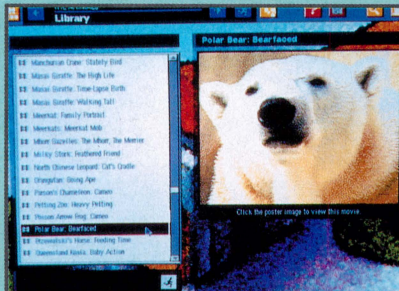 Library
Polar Bear: Bearfaced
Manchurian Crane: Stately Bird
Masai Giraffe: The High Life
Masai Giraffe: Time-Lapse Birth
Masai Giraffe: Walking Tall
Meerkat: Family Portrait
Meerkats: Meerkat Mob
Mhorr Gazelles: The Mhorr, The Merrier
Milky Stork: Feathered Friend
North Chinese Leopard: Cat's Cradle
Orangutan: Going Ape
Parson's Chameleon: Cameo
Petting Zoo: Heavy Petting
Poison Arrow Frog: Cameo
Polar Bear: Bearfaced
Przewalski's Horse: Feeding Time
Queensland Koala: Baby Action
Click the poster image to view this movie.